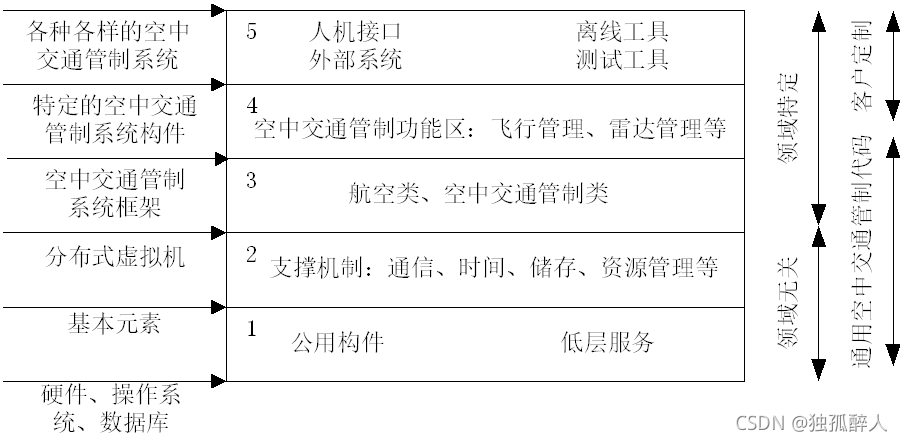 各种各样的空中
交通管制系统
5
人机接口
离线工具
外部系统
测试工具
特定的空中交通
管制系统构件
4
空中交通管制功能区：飞行管理、雷达管理等
空中交通管制
系统框架
3
航空类、空中交通管制类
分布式虚拟机
2
支撑机制：通信、时间、储存、资源管理等
基本元素
1
公用构件
低层服务
硬件、操作系
统、数据库
领域特定
领域无关
客户定制
通用空中交通管制代码
CSDN @独孤醉人